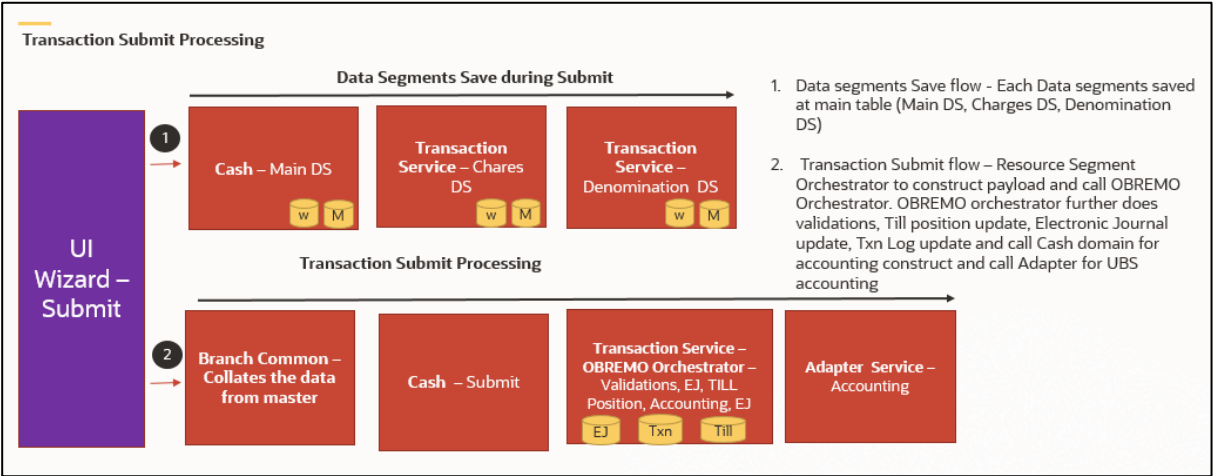 Transaction Submit Processing
Data Segments Save during Submit
UI
Wizard –
Submit
1
Cash – Main DS
w
M
Transaction
Service – Chares
DS
w
M
Transaction
Service –
Denomination DS
w
M
Transaction Submit Processing
2
Branch Common –
Collates the data
from master
Cash – Submit
Transaction Service –
OBREMO Orchestrator –
Validations, EJ, TILL
Position, Accounting, EJ
EJ
Txn
Till
Adapter Service –
Accounting
1. Data segments Save flow - Each Data segments saved
at main table (Main DS, Charges DS, Denomination
DS)
2. Transaction Submit flow – Resource Segment
Orchestrator to construct payload and call OBREMO
Orchestrator. OBREMO orchestrator further does
validations, Till position update, Electronic Journal
update, Txn Log update and call Cash domain for
accounting construct and call Adapter for UBS
accounting